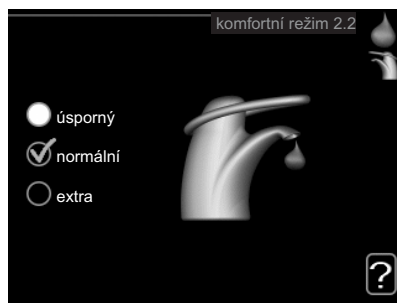 komfortní režim 2.2
úsporný
normální
extra
?